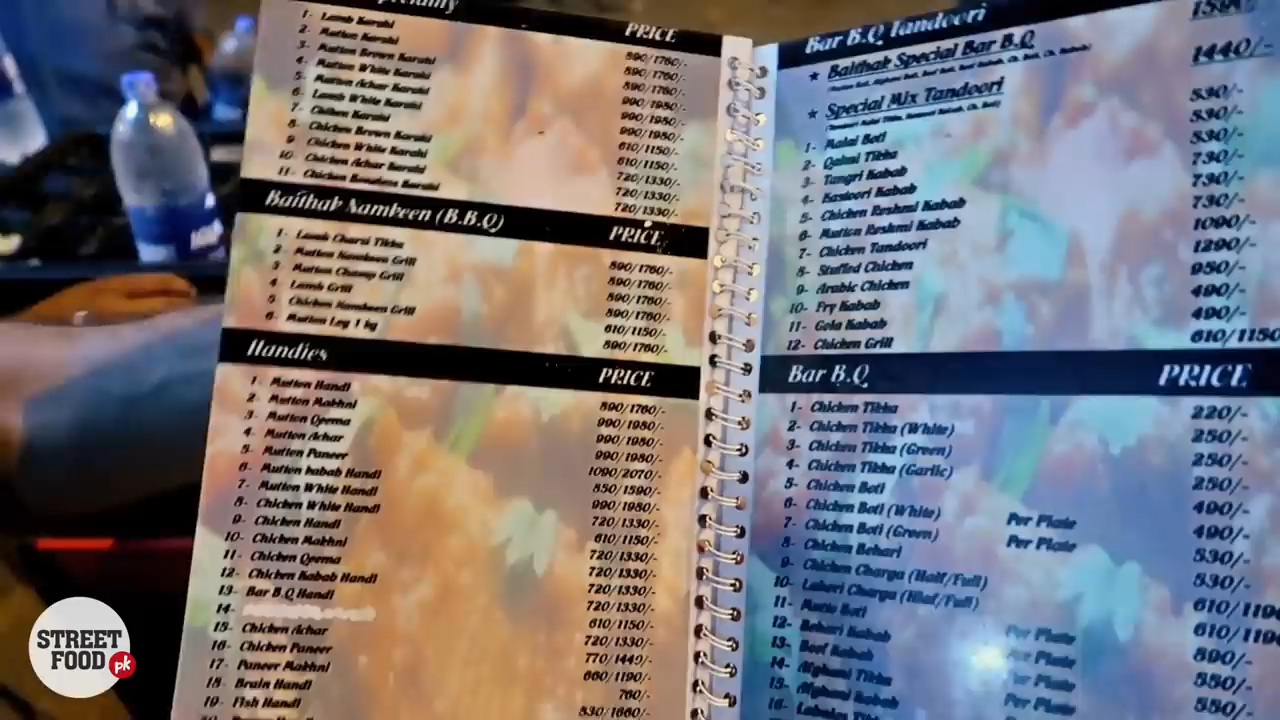 PRICE
1- Lamb Karahi 890/1760/-
2- Mutton Karahi 890/1760/-
3- Mutton Brown Karahi 890/1760/-
4- Mutton White Karahi 990/1980/-
5- Mutton Achar Karahi 990/1980/-
6- Lamb White Karahi 990/1980/-
7- Chiken Karahi 610/1150/-
8- Chicken Brown Karahi 610/1150/-
9- Chicken White Karahi 720/1330/-
10- Chicken Achar Karahi 720/1330/-
11- Chicken Boneless Karahi 720/1330/-
Baithak Namkeen (B.B.Q) PRICE
1- Lamb Charsi Tikka 890/1760/-
2- Mutton Namkeen Grill 890/1760/-
3- Mutton Champ Grill 890/1760/-
4- Lamb Grill 890/1760/-
5- Chicken Namkeen Grill 610/1150/-
6- Mutton Leg 1 kg 890/1760/-
Handies PRICE
1- Mutton Handi 890/1760/-
2- Mutton Makhni 990/1980/-
3- Mutton Qeema 990/1980/-
4- Mutton Achar 990/1980/-
5- Mutton Paneer 1090/2070/-
6- Mutton kabab Handi 850/1590/-
7- Mutton White Handi 990/1980/-
8- Chicken White Handi 720/1330/-
9- Chicken Handi 610/1150/-
10- Chicken Makhni 720/1330/-
11- Chicken Qeema 720/1330/-
12- Chicken Kabab Handi 720/1330/-
13- Bar B.Q Handi 610/1150/-
14- 720/1330/-
15- Chicken Achar 770/1440/-
16- Chicken Paneer 660/1190/-
17- Paneer Makhni 760/-
18- Brain Handi 830/1660/-
19- Fish Handi
Bar B.Q Tandoori
★ Baithak Special Bar B.Q 1440/-
★ Special Mix Tandoori
1- Malai Boti 530/-
2- Qalmi Tikka 530/-
3- Tangri Kabab 530/-
4- Kastoori Kabab 730/-
5- Chicken Reshmi Kabab 730/-
6- Mutton Reshmi Kabab 730/-
7- Chicken Tandoori 1090/-
8- Stuffed Chicken 1290/-
9- Arabic Chicken 950/-
10- Fry Kabab 490/-
11- Gola Kabab 490/-
12- Chicken Grill 610/1150
Bar B.Q PRICE
1- Chicken Tikka 220/-
2- Chicken Tikka (White) 250/-
3- Chicken Tikka (Green) 250/-
4- Chicken Tikka (Garlic) 250/-
5- Chicken Boti 490/-
6- Chicken Boti (White) Per Plate 490/-
7- Chicken Boti (Green) Per Plate 530/-
8- Chicken Behari 530/-
9- Chicken Charga (Half/Full) 610/1190
10- Lahori Charga (Hlaf/Full) 610/1190
11- Mutto Boti Per Plate 890/-
12- Behari Kabab Per Plate 550/-
13- Beef Kabab Per Plate 550/-
14- Afghani Tikka Per Plate
15- Afghani Kabab
16-
STREET
FOOD pk